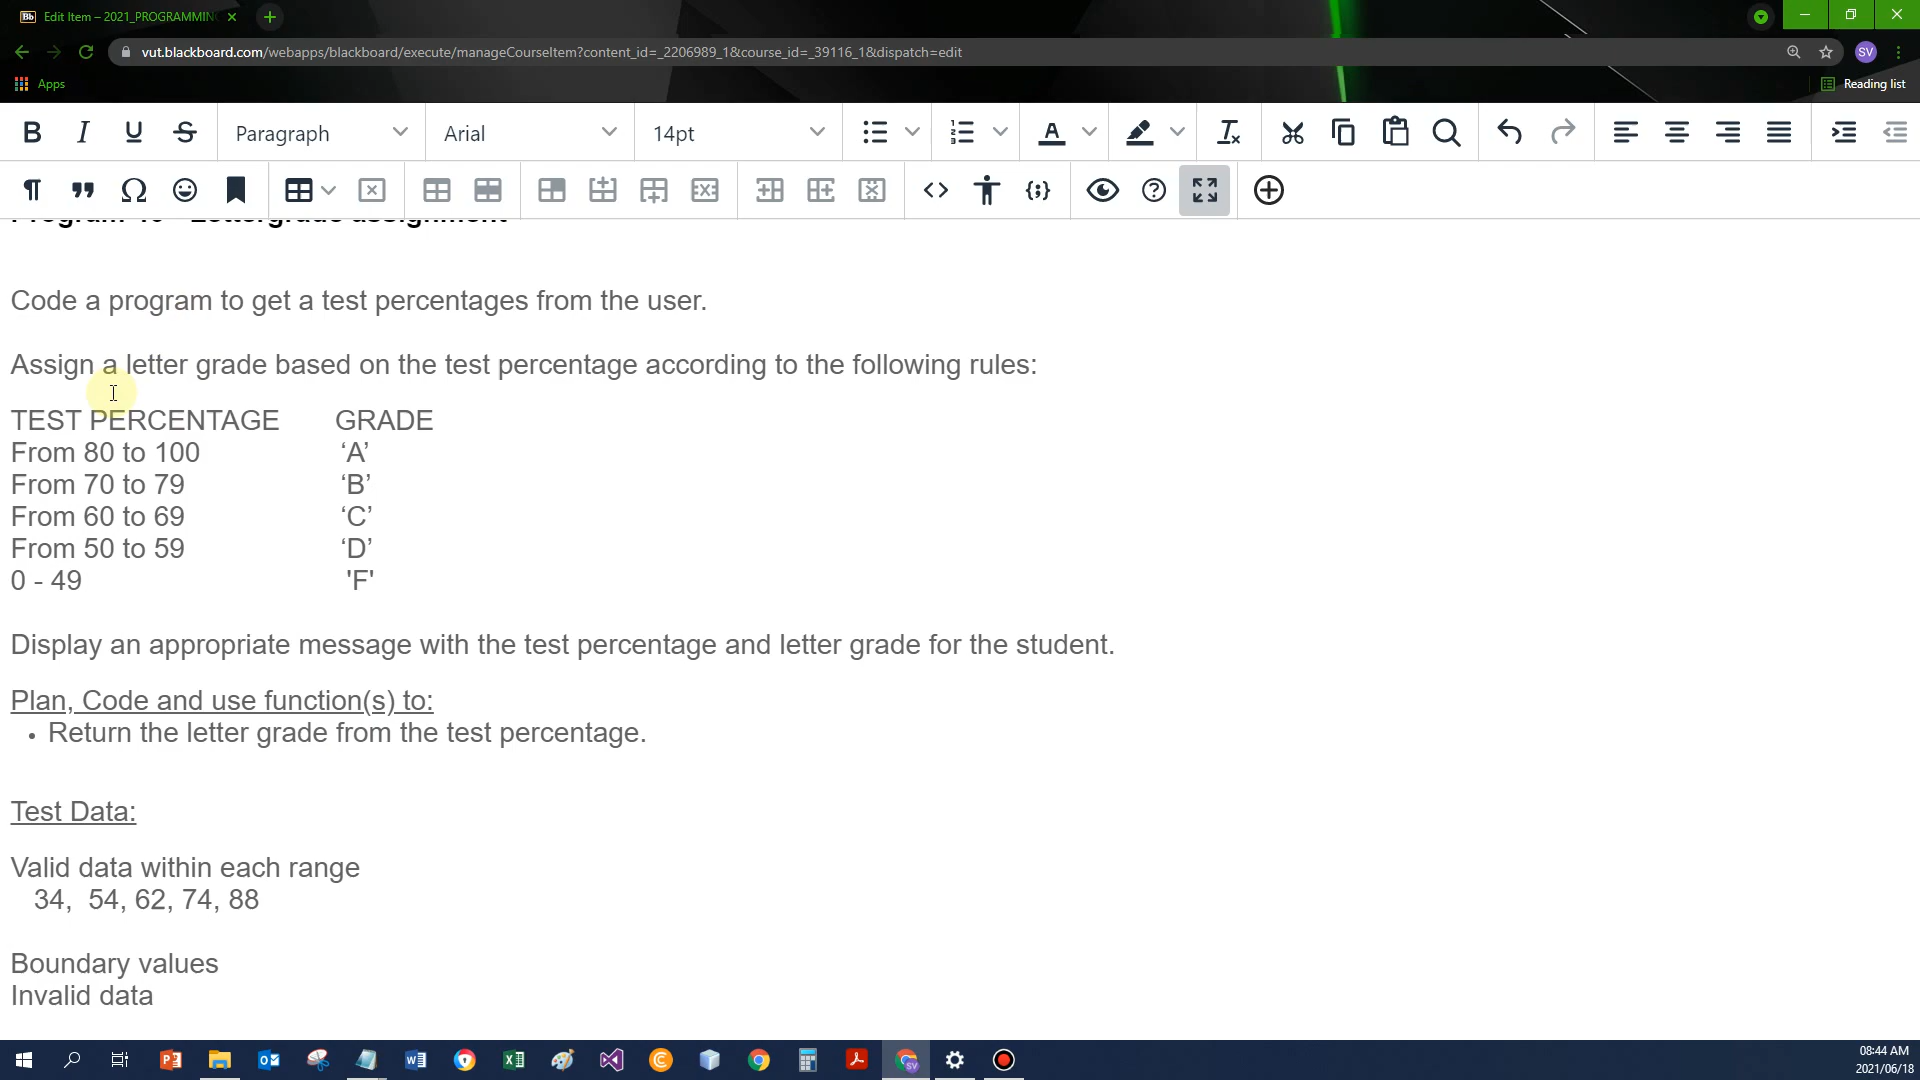 Edit Item – 2021_PROGRAMMIN
vut.blackboard.com/webapps/blackboard/execute/manageCourseItem?content_id=_2206989_1&course_id=_39116_1&dispatch=edit
SV
Apps
Reading list
Paragraph
Arial
14pt
Code a program to get a test percentages from the user.
Assign a letter grade based on the test percentage according to the following rules:
TEST PERCENTAGE GRADE
From 80 to 100 ‘A’
From 70 to 79 ‘B’
From 60 to 69 ‘C’
From 50 to 59 ‘D’
0 - 49 'F'
Display an appropriate message with the test percentage and letter grade for the student.
Plan, Code and use function(s) to:
• Return the letter grade from the test percentage.
Test Data:
Valid data within each range
34, 54, 62, 74, 88
Boundary values
Invalid data
08:44 AM
2021/06/18